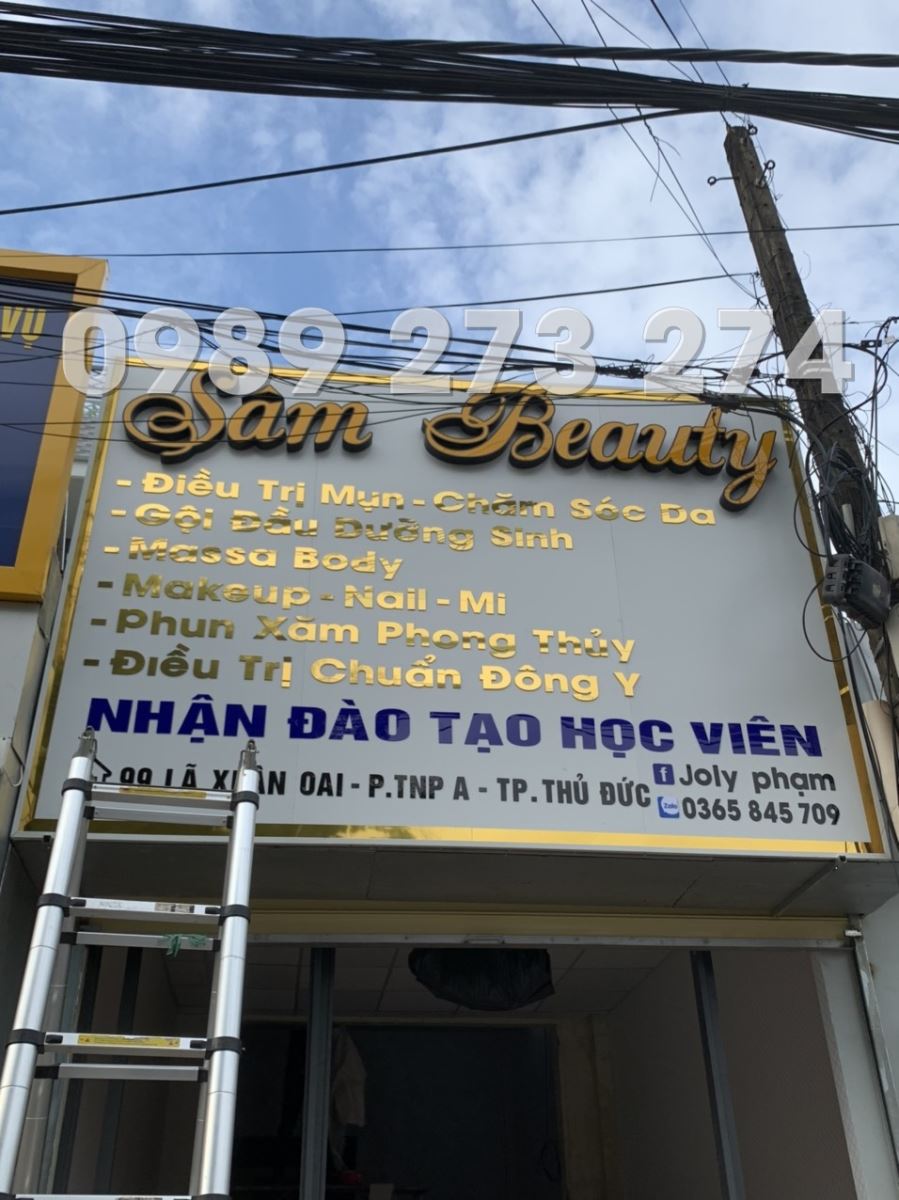 VỤ
0989 273 274
Sâm Beauty
- Điều Trị Mụn - Chăm Sóc Da
- Gội Đầu Dưỡng Sinh
- Massa Body
- Makeup - Nail - Mi
- Phun Xăm Phong Thủy
- Điều Trị Chuẩn Đông Y
NHẬN ĐÀO TẠO HỌC VIÊN
99 LÃ XUÂN OAI - P.TNP A - TP. THỦ ĐỨC
Joly phạm
Zalo 0365 845 709